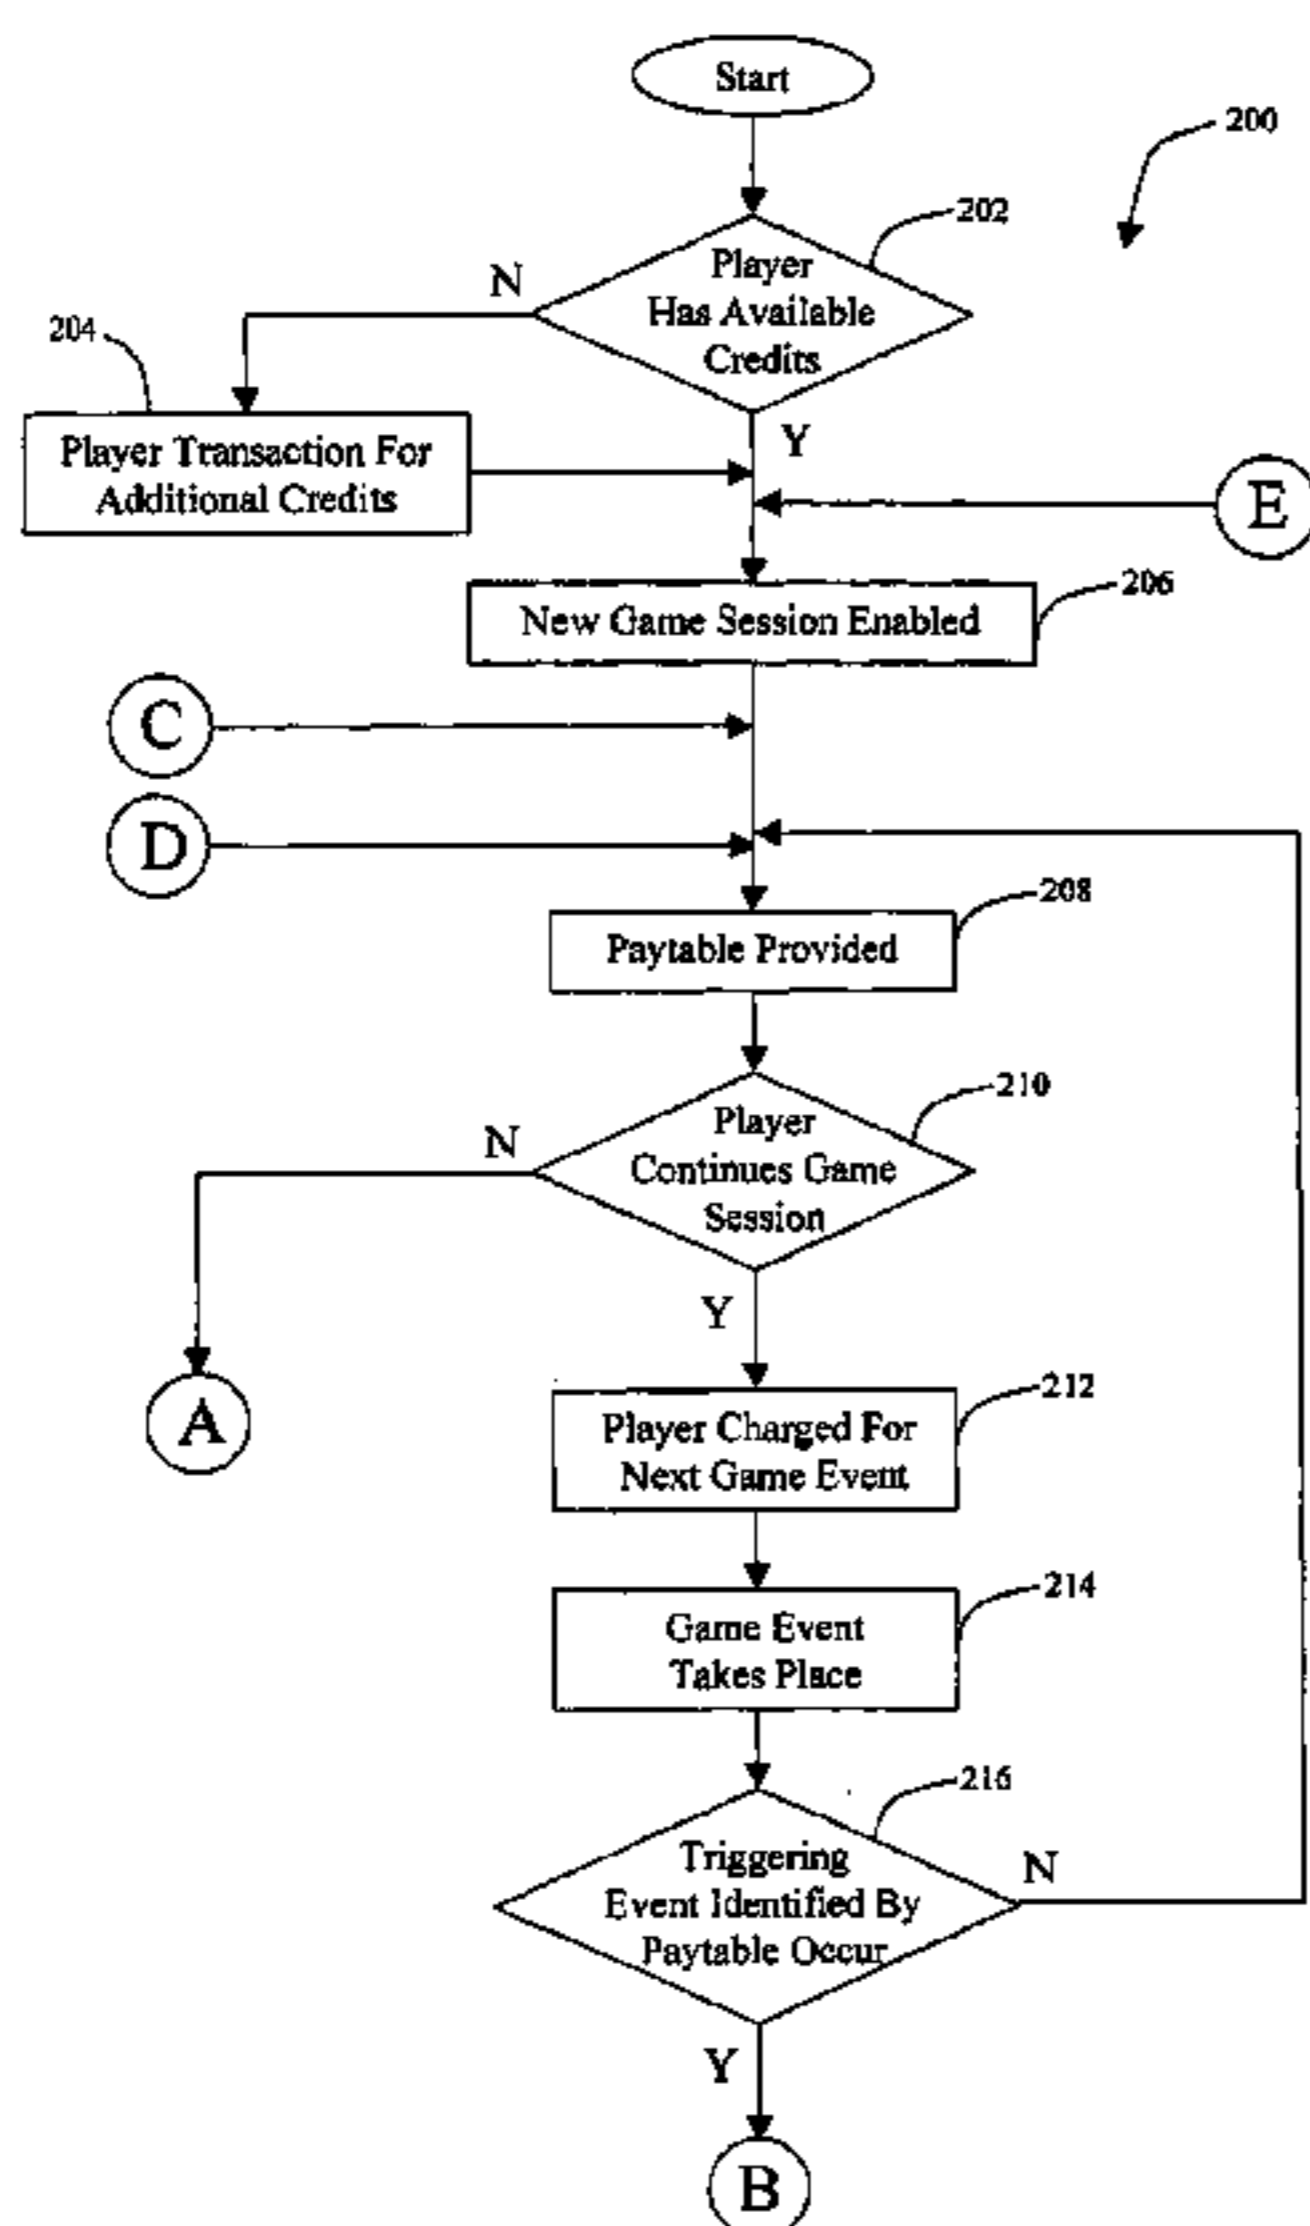 Start
200
202
Player
Has Available
Credits
N
204
Player Transaction For
Additional Credits
Y
E
206
New Game Session Enabled
C
D
208
Paytable Provided
210
Player
Continues Game
Session
N
Y
A
212
Player Charged For
Next Game Event
214
Game Event
Takes Place
216
Triggering
Event Identified By
Paytable Occur
N
Y
B